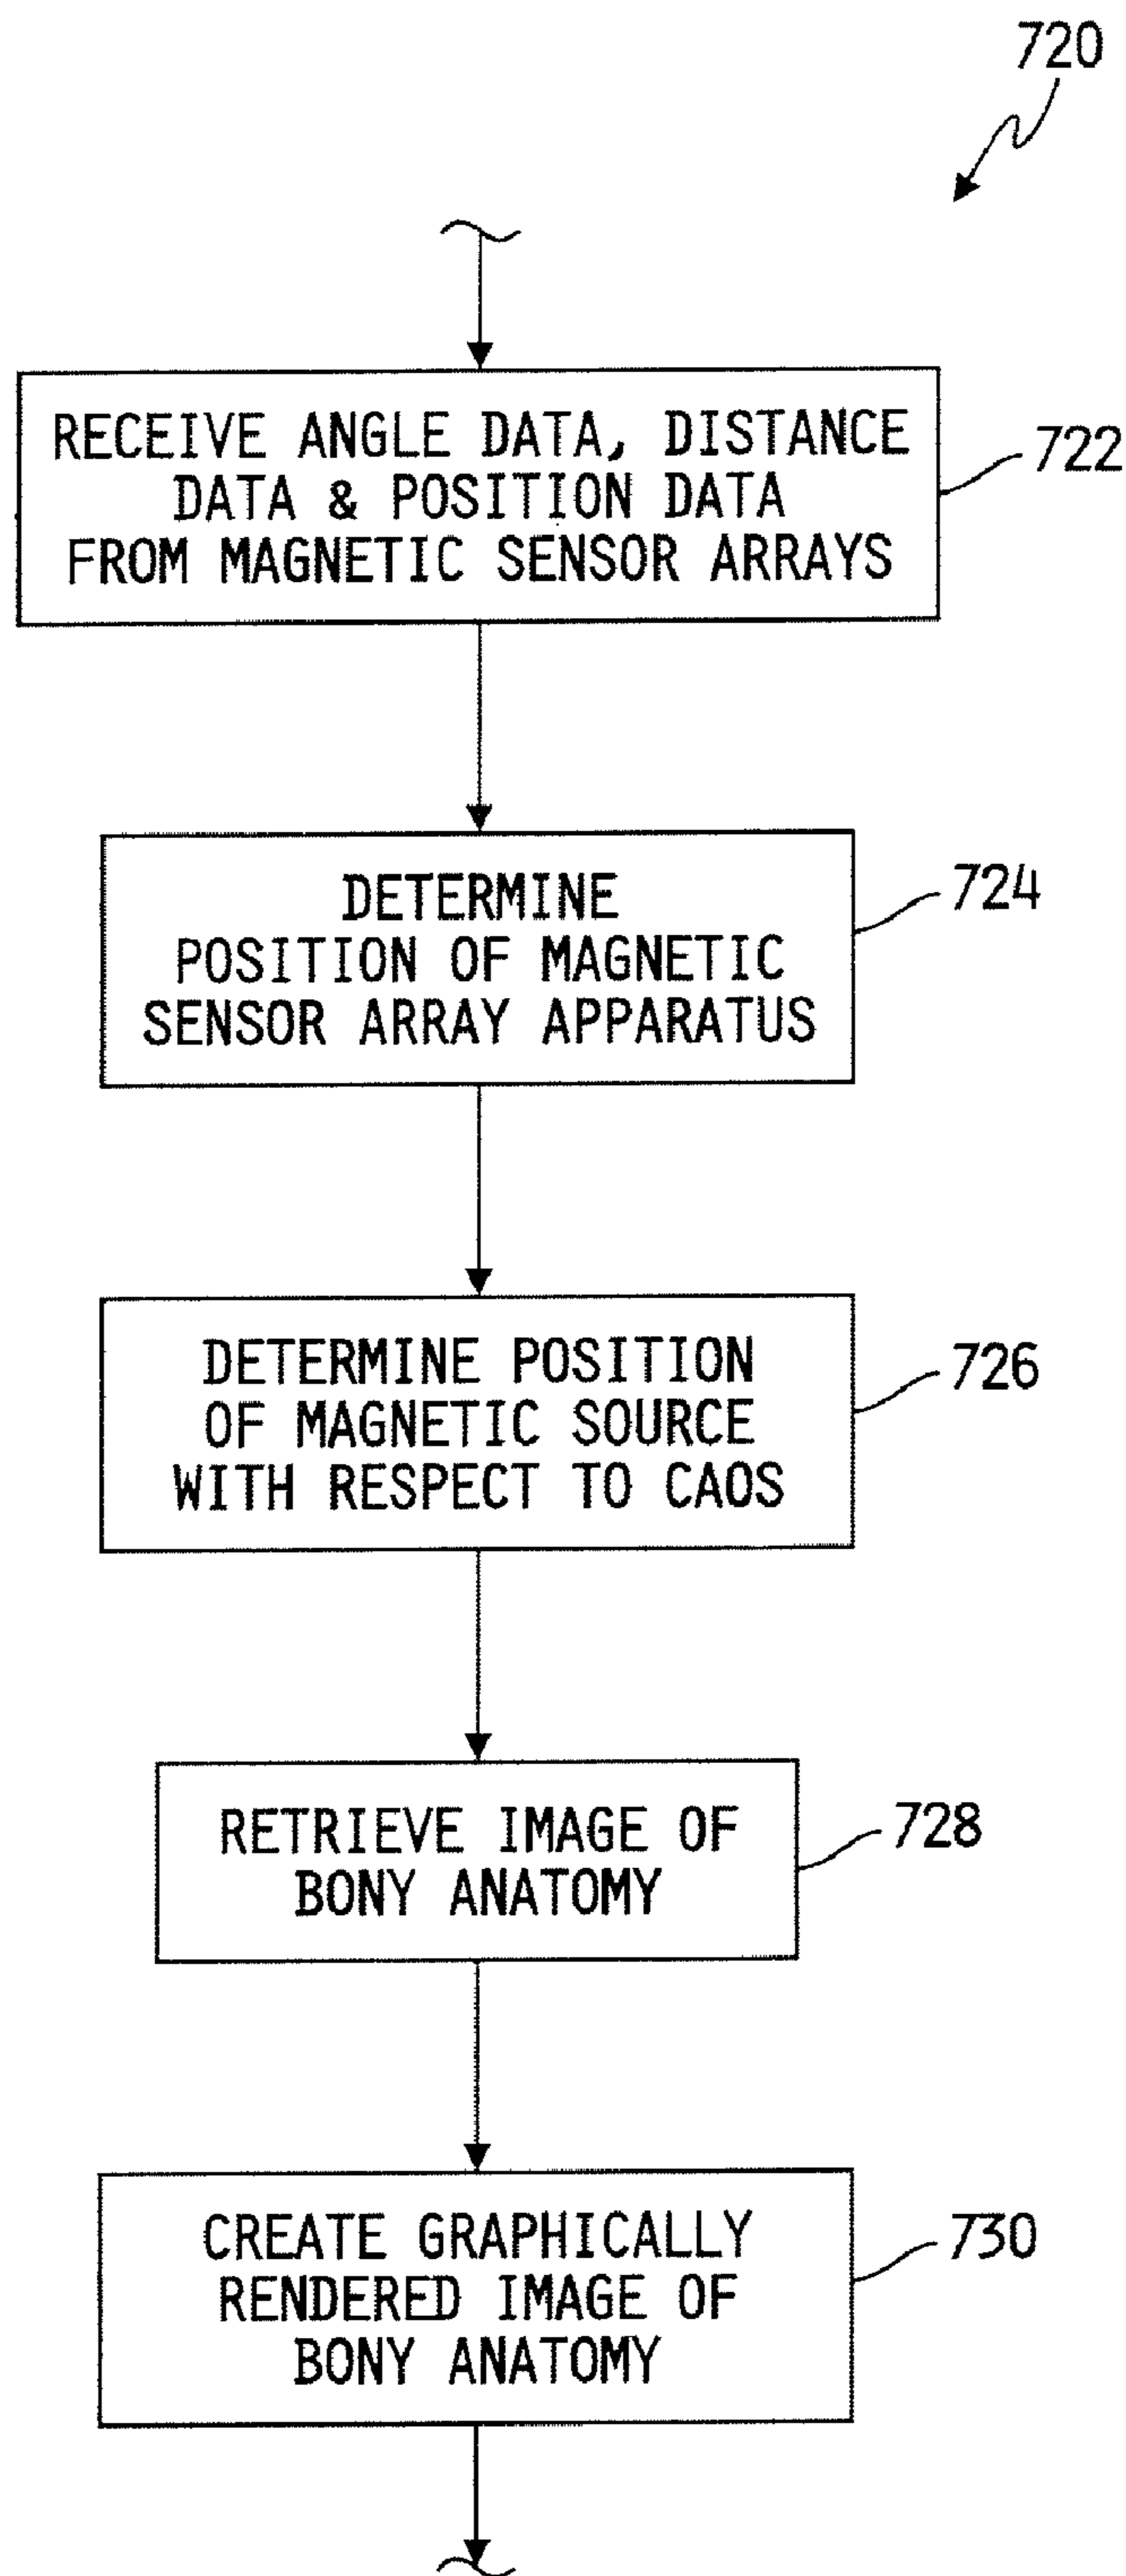 720
RECEIVE ANGLE DATA, DISTANCE
DATA & POSITION DATA
FROM MAGNETIC SENSOR ARRAYS
722
DETERMINE
POSITION OF MAGNETIC
SENSOR ARRAY APPARATUS
724
DETERMINE POSITION
OF MAGNETIC SOURCE
WITH RESPECT TO CAOS
726
RETRIEVE IMAGE OF
BONY ANATOMY
728
CREATE GRAPHICALLY
RENDERED IMAGE OF
BONY ANATOMY
730